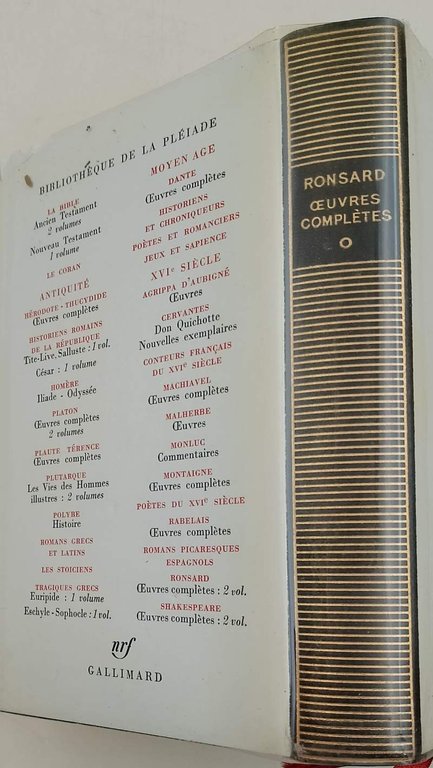 BIBLIOTHÈQUE DE LA PLÉIADE
LA BIBLE
Ancien Testament
2 volumes
Nouveau Testament
1 volume
LE CORAN
ANTIQUITÉ
HÉRODOTE - THUCYDIDE
Œuvres complètes
HISTORIENS ROMAINS
DE LA RÉPUBLIQUE
Tite-Live. Salluste : 1 vol.
César : 1 volume
HOMÈRE
Iliade - Odyssée
PLATON
Œuvres complètes
2 volumes
PLAUTE TÉRENCE
Œuvres complètes
PLUTARQUE
Les Vies des Hommes
illustres : 2 volumes
POLYBE
Histoire
ROMANS GRECS
ET LATINS
LES STOICIENS
TRAGIQUES GRECS
Euripide : 1 volume
Eschyle - Sophocle : 1 vol.
MOYEN AGE
DANTE
Œuvres complètes
HISTORIENS
ET CHRONIQUEURS
POÈTES ET ROMANCIERS
JEUX ET SAPIENCE
XVIe SIÈCLE
AGRIPPA D'AUBIGNÉ
Œuvres
CERVANTES
Don Quichotte
Nouvelles exemplaires
CONTEURS FRANÇAIS
DU XVIe SIÈCLE
MACHIAVEL
Œuvres complètes
MALHERBE
Œuvres
MONLUC
Commentaires
MONTAIGNE
Œuvres complètes
POÈTES DU XVIe SIÈCLE
RABELAIS
Œuvres complètes
ROMANS PICARESQUES
ESPAGNOLS
RONSARD
Œuvres complètes : 2 vol.
SHAKESPEARE
Œuvres complètes : 2 vol.
nrf
GALLIMARD
RONSARD
ŒUVRES
COMPLÈTES